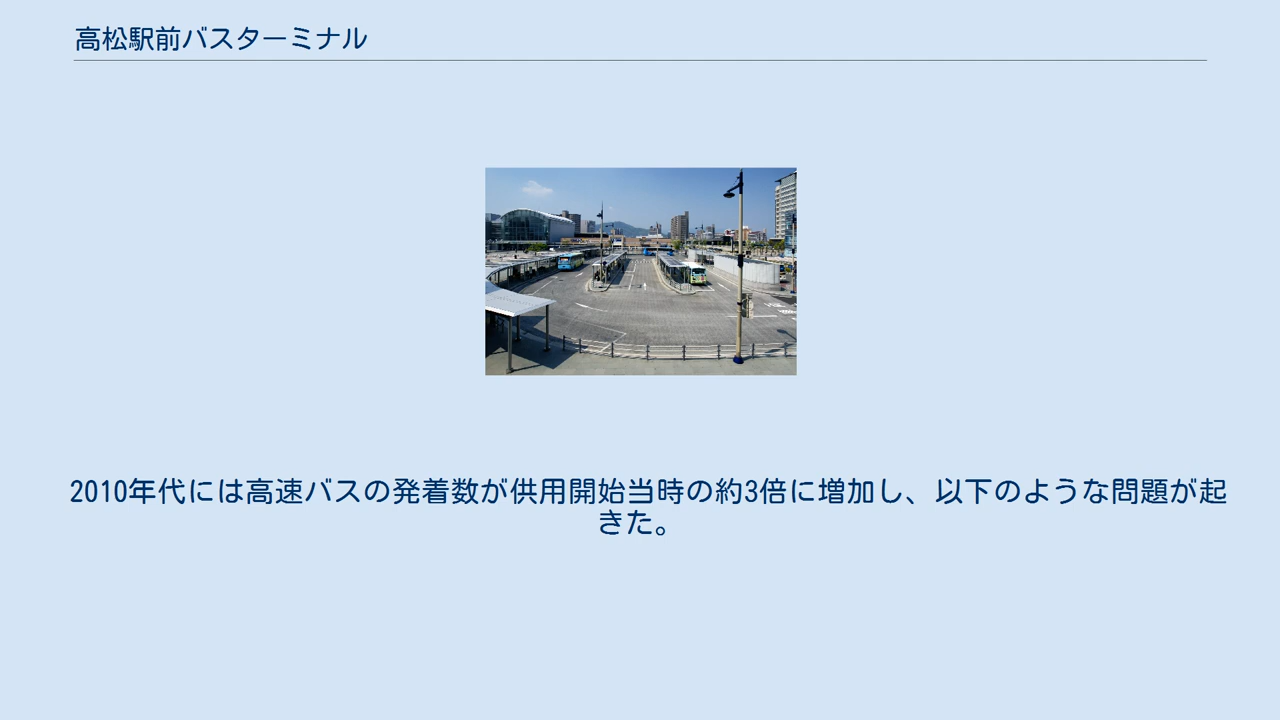 高松駅前バスターミナル
2010年代には高速バスの発着数が供用開始当時の約3倍に増加し、以下のような問題が起
きた。